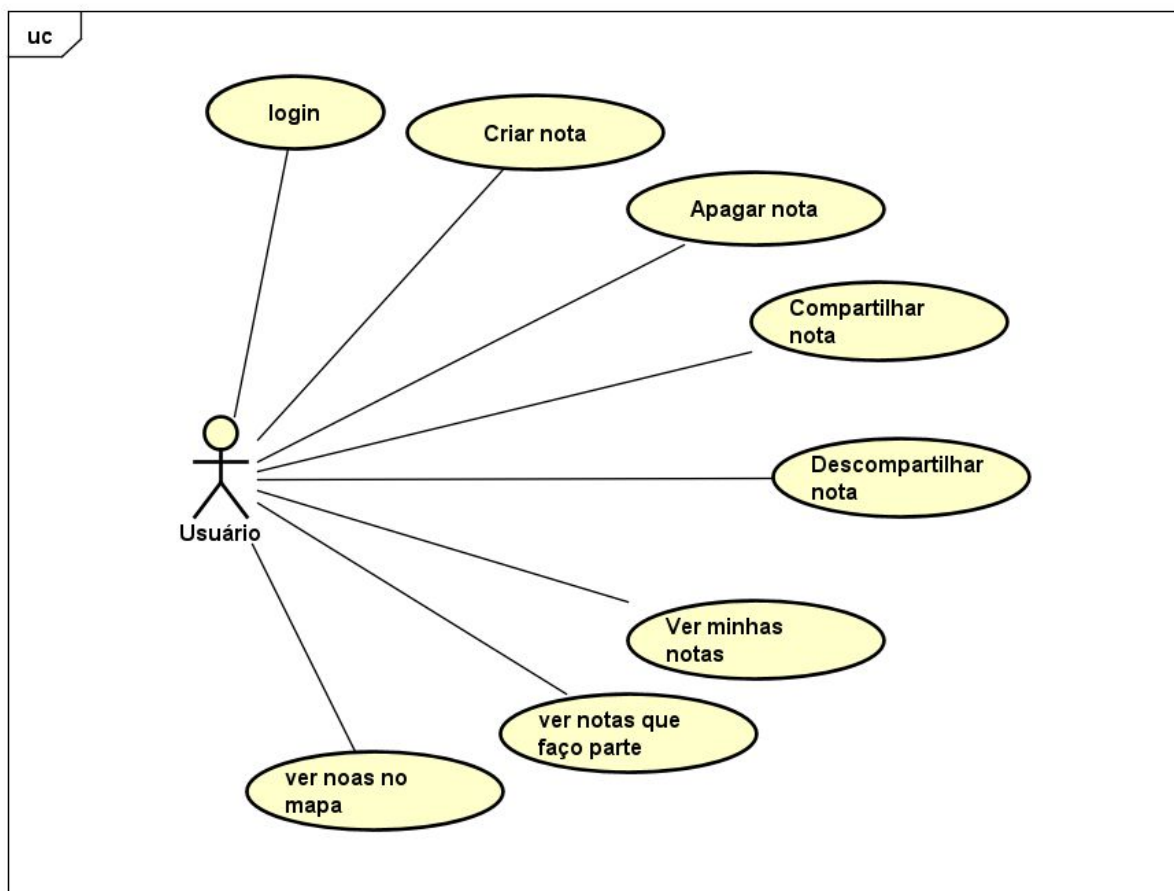 uc
login
Criar nota
Apagar nota
Compartilhar
nota
Descompartilhar
nota
Usuário
Ver minhas
notas
ver notas que
faço parte
ver noas no
mapa